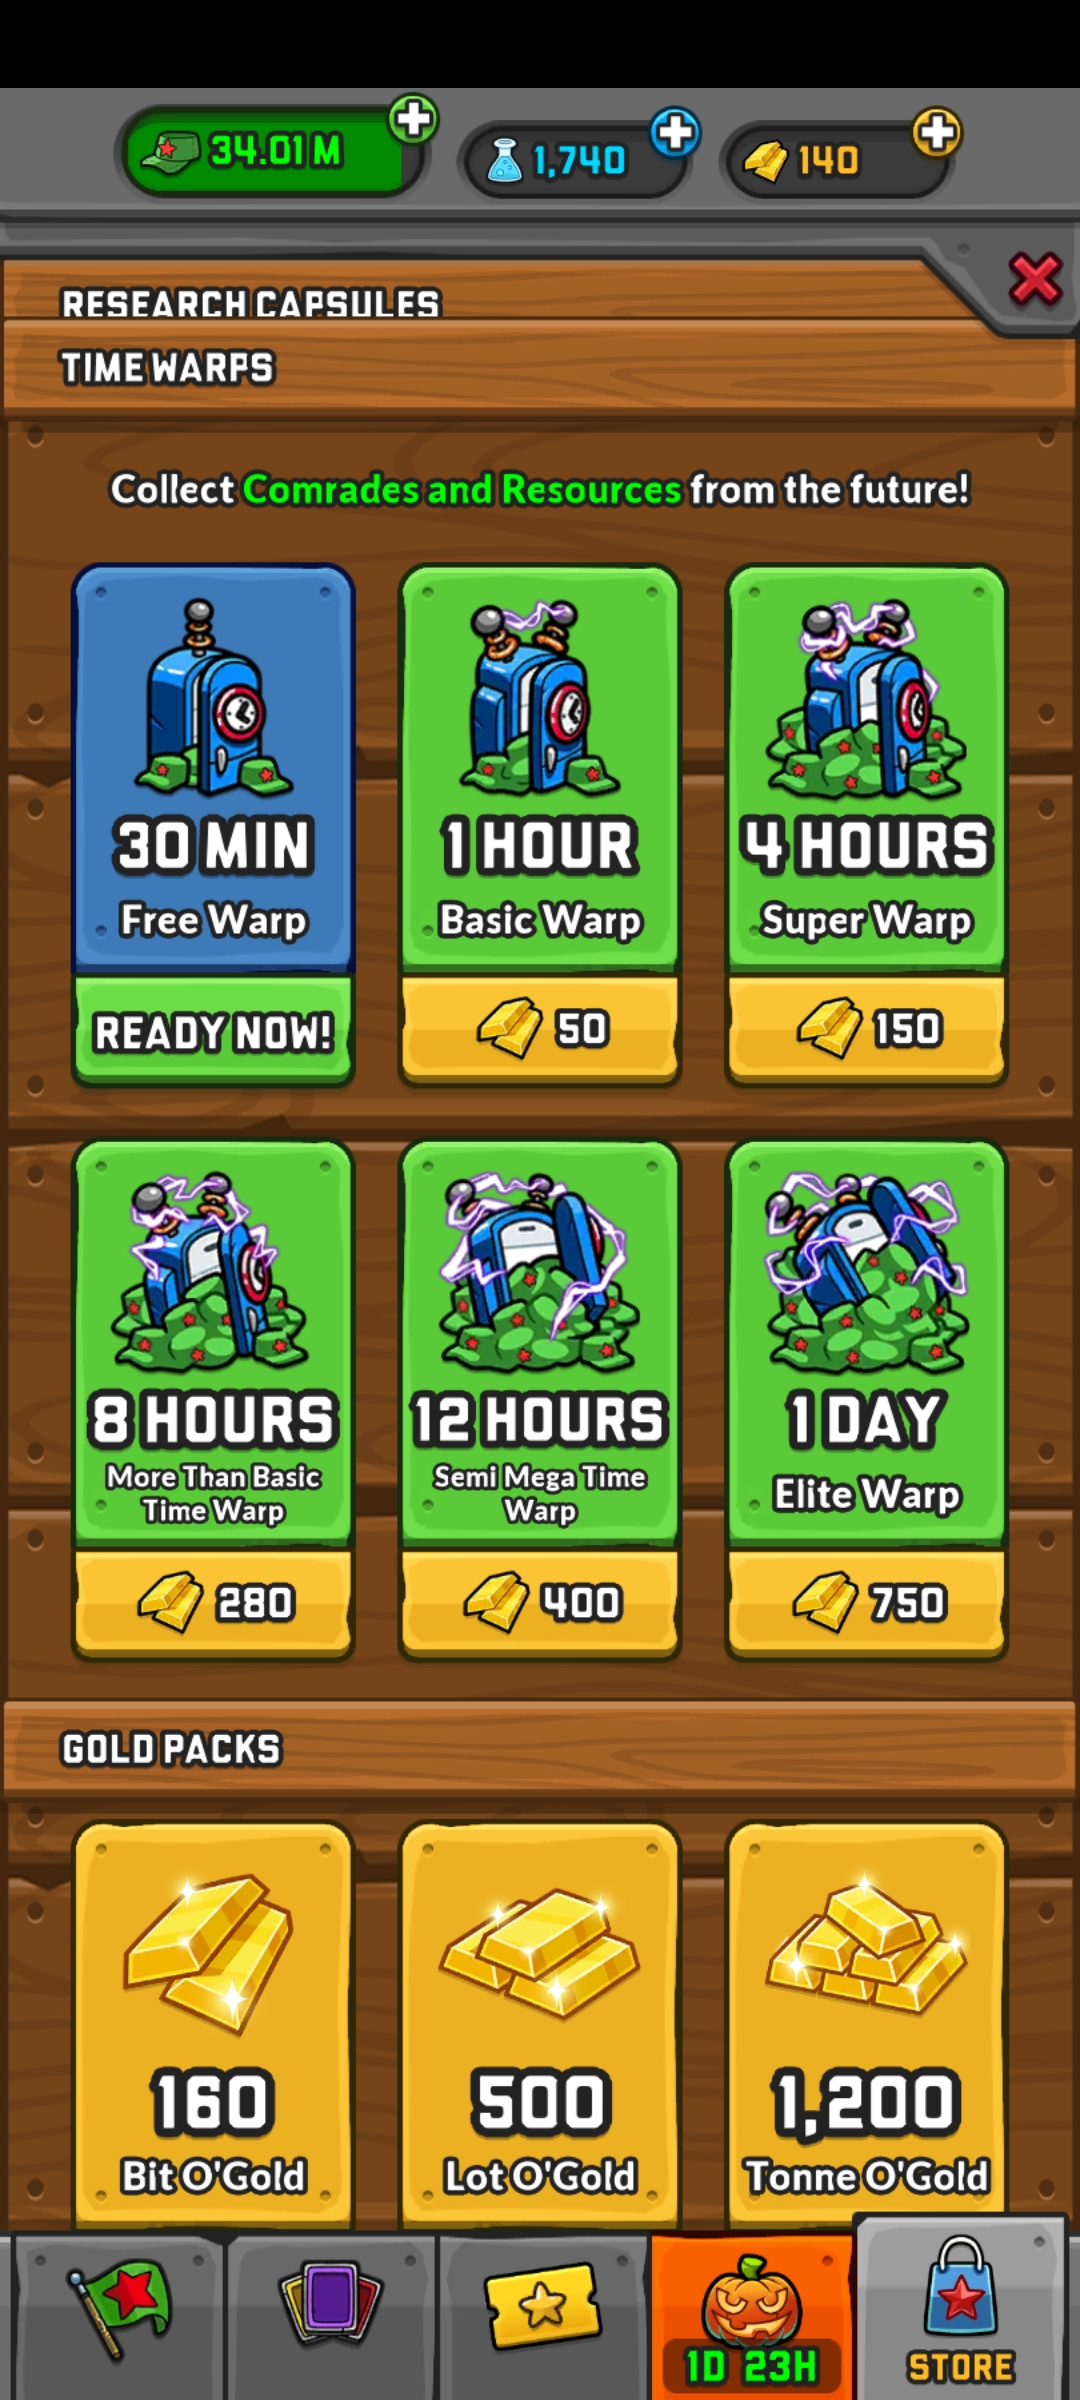 34.01 M
1,740
140
RESEARCH CAPSULES
TIME WARPS
Collect Comrades and Resources from the future!
30 MIN
Free Warp
READY NOW!
1 HOUR
Basic Warp
50
4 HOURS
Super Warp
150
8 HOURS
More Than Basic
Time Warp
280
12 HOURS
Semi Mega Time
Warp
400
1 DAY
Elite Warp
750
GOLD PACKS
160
Bit O'Gold
500
Lot O'Gold
1,200
Tonne O'Gold
1D 23H
STORE